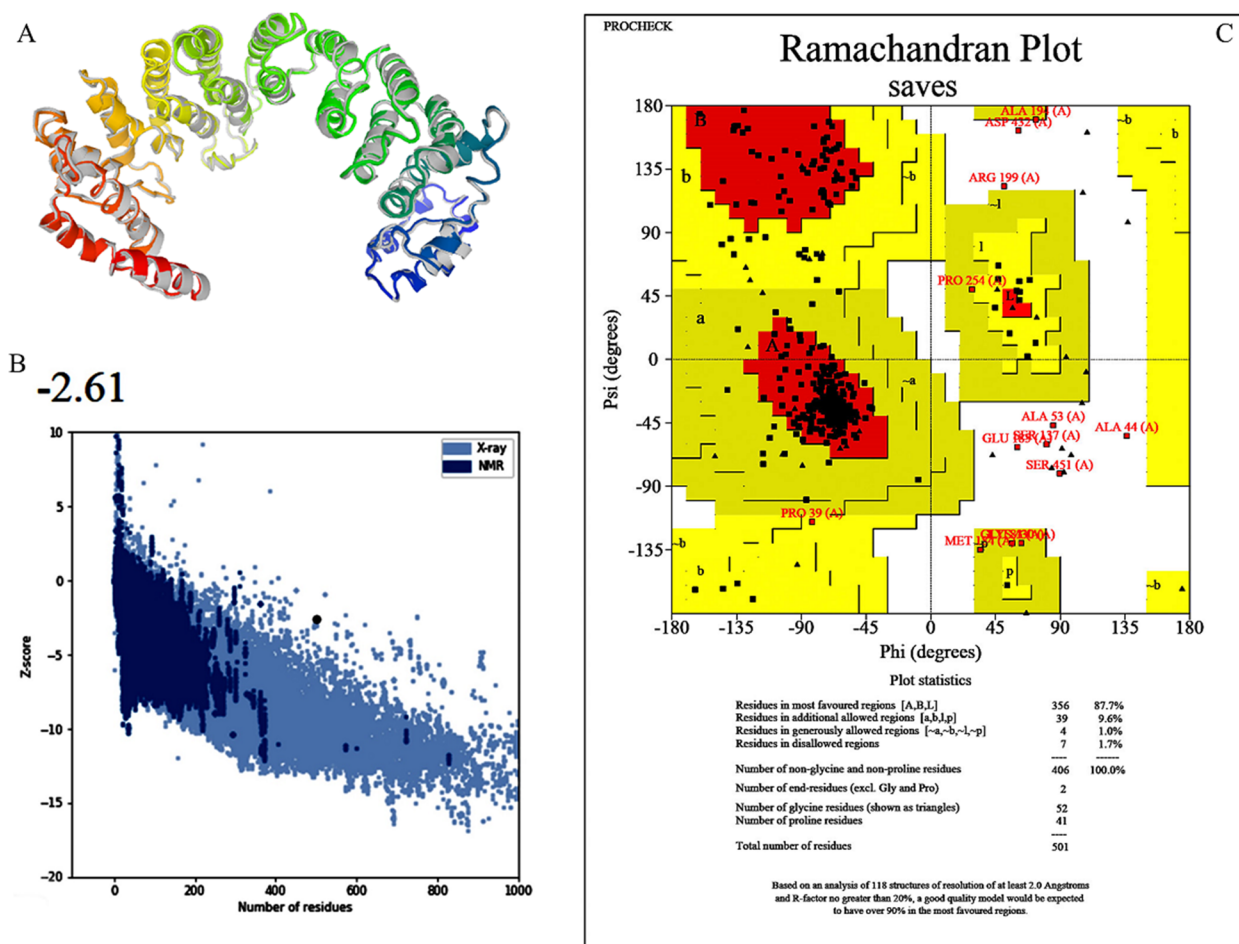 A
B
-2.61
10
5
0
-5
-10
-15
-20
Z-score
X-ray
NMR
0
200
400
600
800
1000
Number of residues
PROCHECK
C
Ramachandran Plot
saves
180
135
90
45
0
-45
-90
-135
Psi (degrees)
B
b
~b
a
A
~a
~b
b
~l
l
L
~b
b
p
~b
ASP 432 (A)
ARG 199 (A)
PRO 254 (A)
ALA 53 (A)
SER 137 (A)
ALA 44 (A)
SER 451 (A)
PRO 39 (A)
-180
-135
-90
-45
0
45
90
135
180
Phi (degrees)
Plot statistics
Residues in most favoured regions [A,B,L] 356 87.7%
Residues in additional allowed regions [a,b,l,p] 39 9.6%
Residues in generously allowed regions [~a,~b,~l,~p] 4 1.0%
Residues in disallowed regions 7 1.7%
---- ------
Number of non-glycine and non-proline residues 406 100.0%
Number of end-residues (excl. Gly and Pro) 2
Number of glycine residues (shown as triangles) 52
Number of proline residues 41
----
Total number of residues 501
Based on an analysis of 118 structures of resolution of at least 2.0 Angstroms
and R-factor no greater than 20%, a good quality model would be expected
to have over 90% in the most favoured regions.